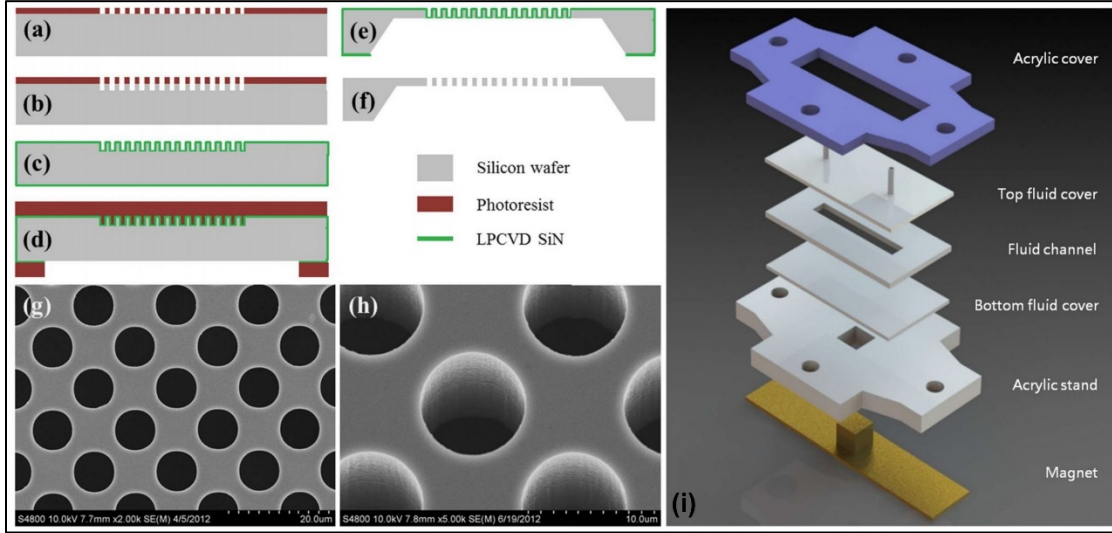 (a)
(b)
(c)
(d)
(e)
(f)
Silicon wafer
Photoresist
LPCVD SiN
(g)
S4800 10.0kV 7.7mm x2.00k SE(M) 4/5/2012 20.0um
(h)
S4800 10.0kV 7.8mm x5.00k SE(M) 6/19/2012 10.0um
Acrylic cover
Top fluid cover
Fluid channel
Bottom fluid cover
Acrylic stand
Magnet
(i)